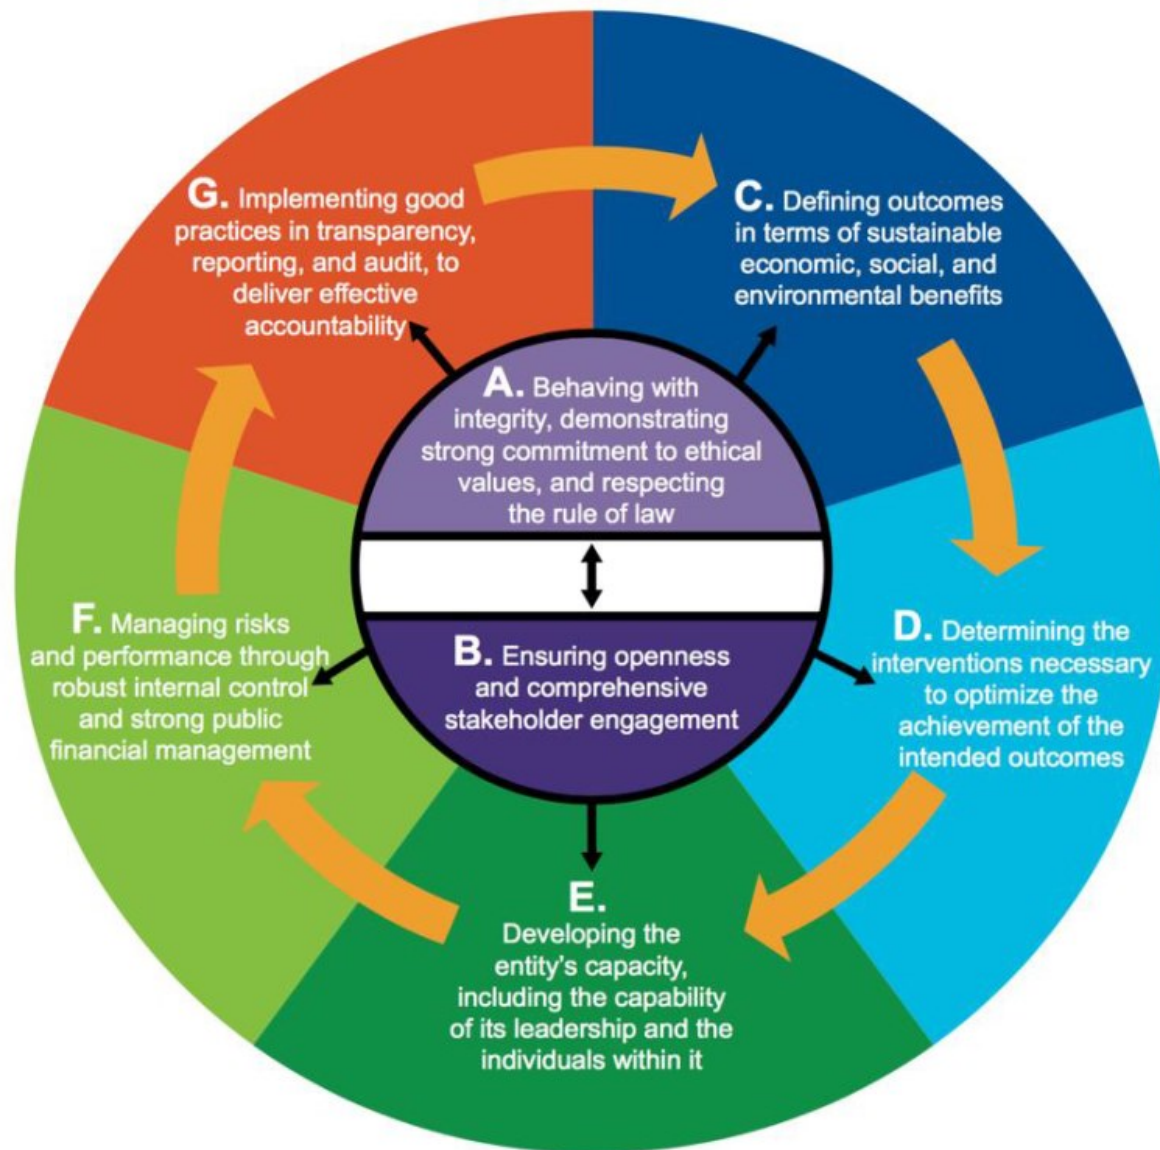 A. Behaving with
integrity, demonstrating
strong commitment to ethical
values, and respecting
the rule of law
B. Ensuring openness
and comprehensive
stakeholder engagement
C. Defining outcomes
in terms of sustainable
economic, social, and
environmental benefits
D. Determining the
interventions necessary
to optimize the
achievement of the
intended outcomes
E.
Developing the
entity’s capacity,
including the capability
of its leadership and the
individuals within it
F. Managing risks
and performance through
robust internal control
and strong public
financial management
G. Implementing good
practices in transparency,
reporting, and audit, to
deliver effective
accountability